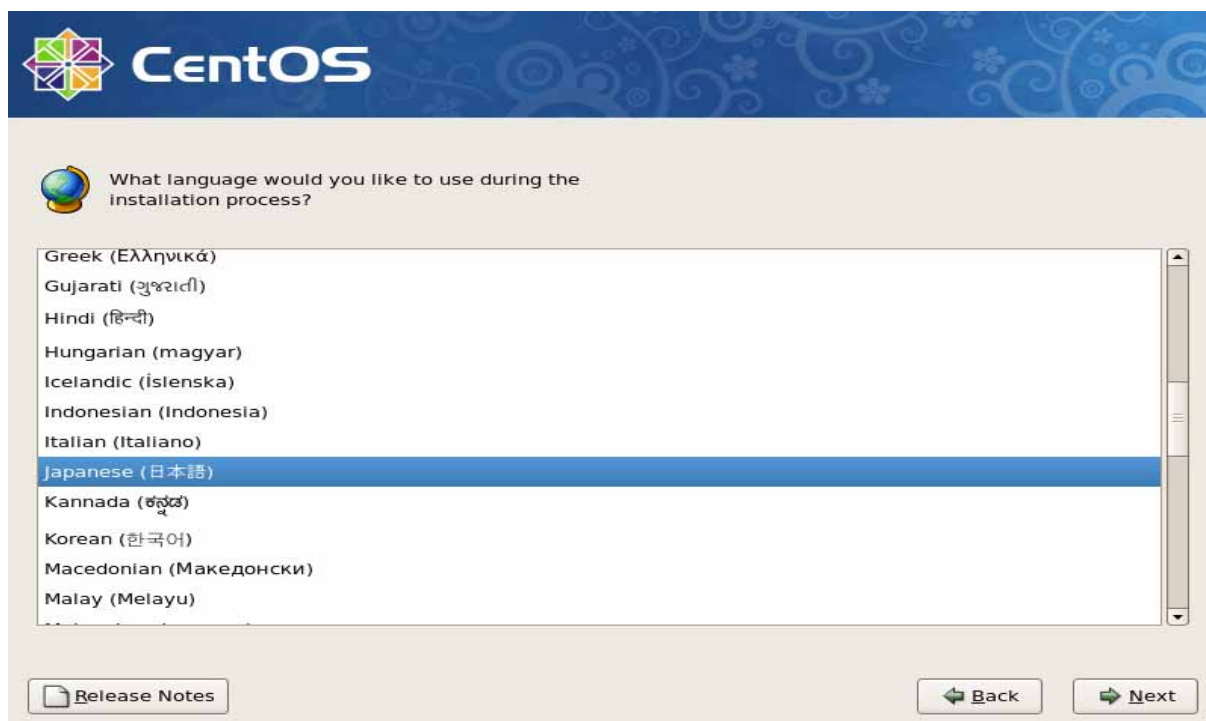 CentOS
What language would you like to use during the
installation process?
Greek (Ελληνικά)
Gujarati (ગુજરાતી)
Hindi (हिन्दी)
Hungarian (magyar)
Icelandic (Íslenska)
Indonesian (Indonesia)
Italian (Italiano)
Japanese (日本語)
Kannada (ಕನ್ನಡ)
Korean (한국어)
Macedonian (Македонски)
Malay (Melayu)
Release Notes
Back
Next